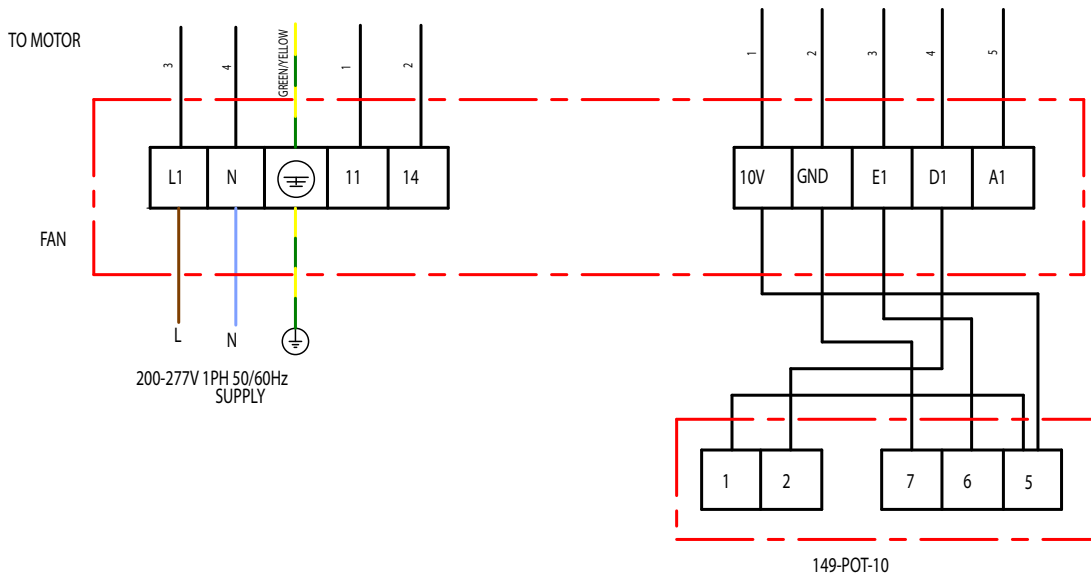 TO MOTOR
3
4
GREEN/YELLOW
1
2
1
2
3
4
5
L1
N
11
14
10V
GND
E1
D1
A1
FAN
L
N
200-277V 1PH 50/60Hz
SUPPLY
1
2
7
6
5
149-POT-10